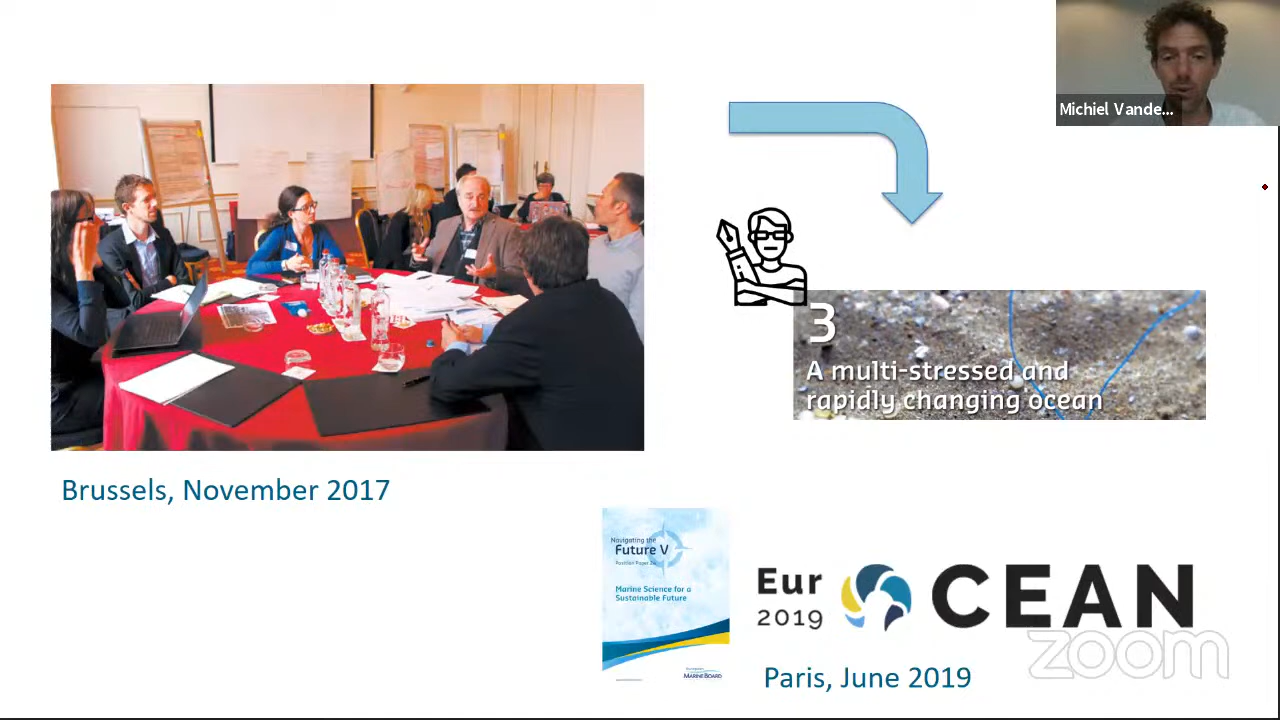 Michiel Vande...
3
A multi-stressed and
rapidly changing ocean
Brussels, November 2017
Navigating the
Future V
Marine Science for a
Sustainable Future
MARINE BOARD
Eur
2019
CEAN
zoom
Paris, June 2019